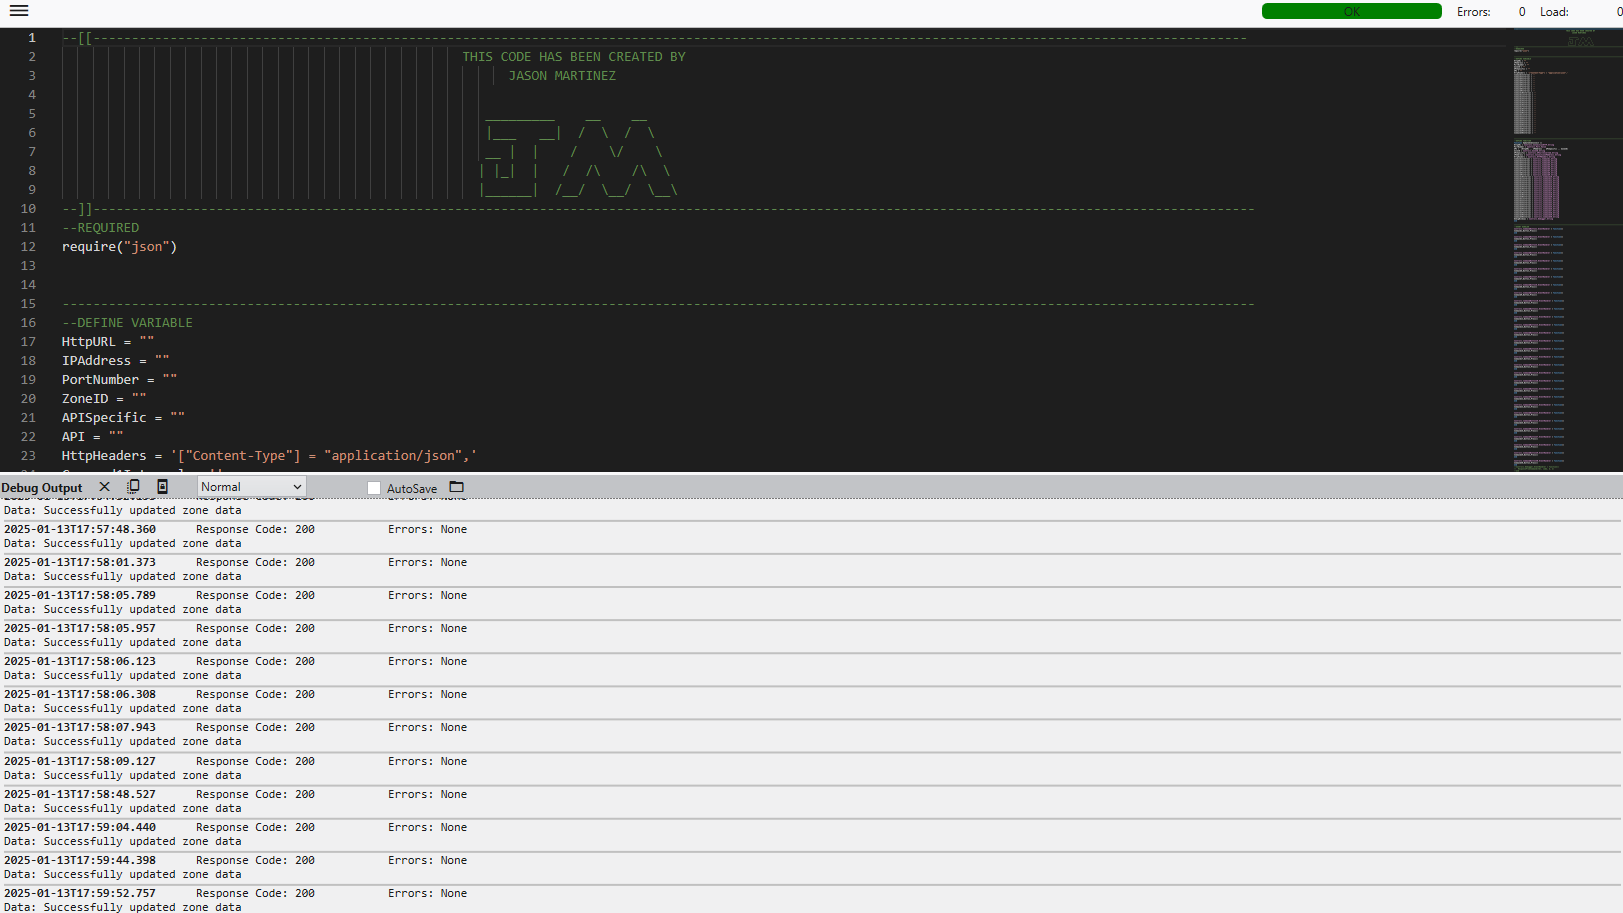 OK Errors: 0 Load: 0
1 --[[------------------------------------------------------------------------------------------------------------------------------------------------------
2 THIS CODE HAS BEEN CREATED BY
3 JASON MARTINEZ
4
5
6
7
8
9
10 --]]-------------------------------------------------------------------------------------------------------------------------------------------------------
11 --REQUIRED
12 require("json")
13
14
15 -----------------------------------------------------------------------------------------------------------------------------------------------------------
16 --DEFINE VARIABLE
17 HttpURL = ""
18 IPAddress = ""
19 PortNumber = ""
20 ZoneID = ""
21 APISpecific = ""
22 API = ""
23 HttpHeaders = '["Content-Type"] = "application/json",'
Debug Output Normal AutoSave
Data: Successfully updated zone data
2025-01-13T17:57:48.360 Response Code: 200 Errors: None
Data: Successfully updated zone data
2025-01-13T17:58:01.373 Response Code: 200 Errors: None
Data: Successfully updated zone data
2025-01-13T17:58:05.789 Response Code: 200 Errors: None
Data: Successfully updated zone data
2025-01-13T17:58:05.957 Response Code: 200 Errors: None
Data: Successfully updated zone data
2025-01-13T17:58:06.123 Response Code: 200 Errors: None
Data: Successfully updated zone data
2025-01-13T17:58:06.308 Response Code: 200 Errors: None
Data: Successfully updated zone data
2025-01-13T17:58:07.943 Response Code: 200 Errors: None
Data: Successfully updated zone data
2025-01-13T17:58:09.127 Response Code: 200 Errors: None
Data: Successfully updated zone data
2025-01-13T17:58:48.527 Response Code: 200 Errors: None
Data: Successfully updated zone data
2025-01-13T17:59:04.440 Response Code: 200 Errors: None
Data: Successfully updated zone data
2025-01-13T17:59:44.398 Response Code: 200 Errors: None
Data: Successfully updated zone data
2025-01-13T17:59:52.757 Response Code: 200 Errors: None
Data: Successfully updated zone data